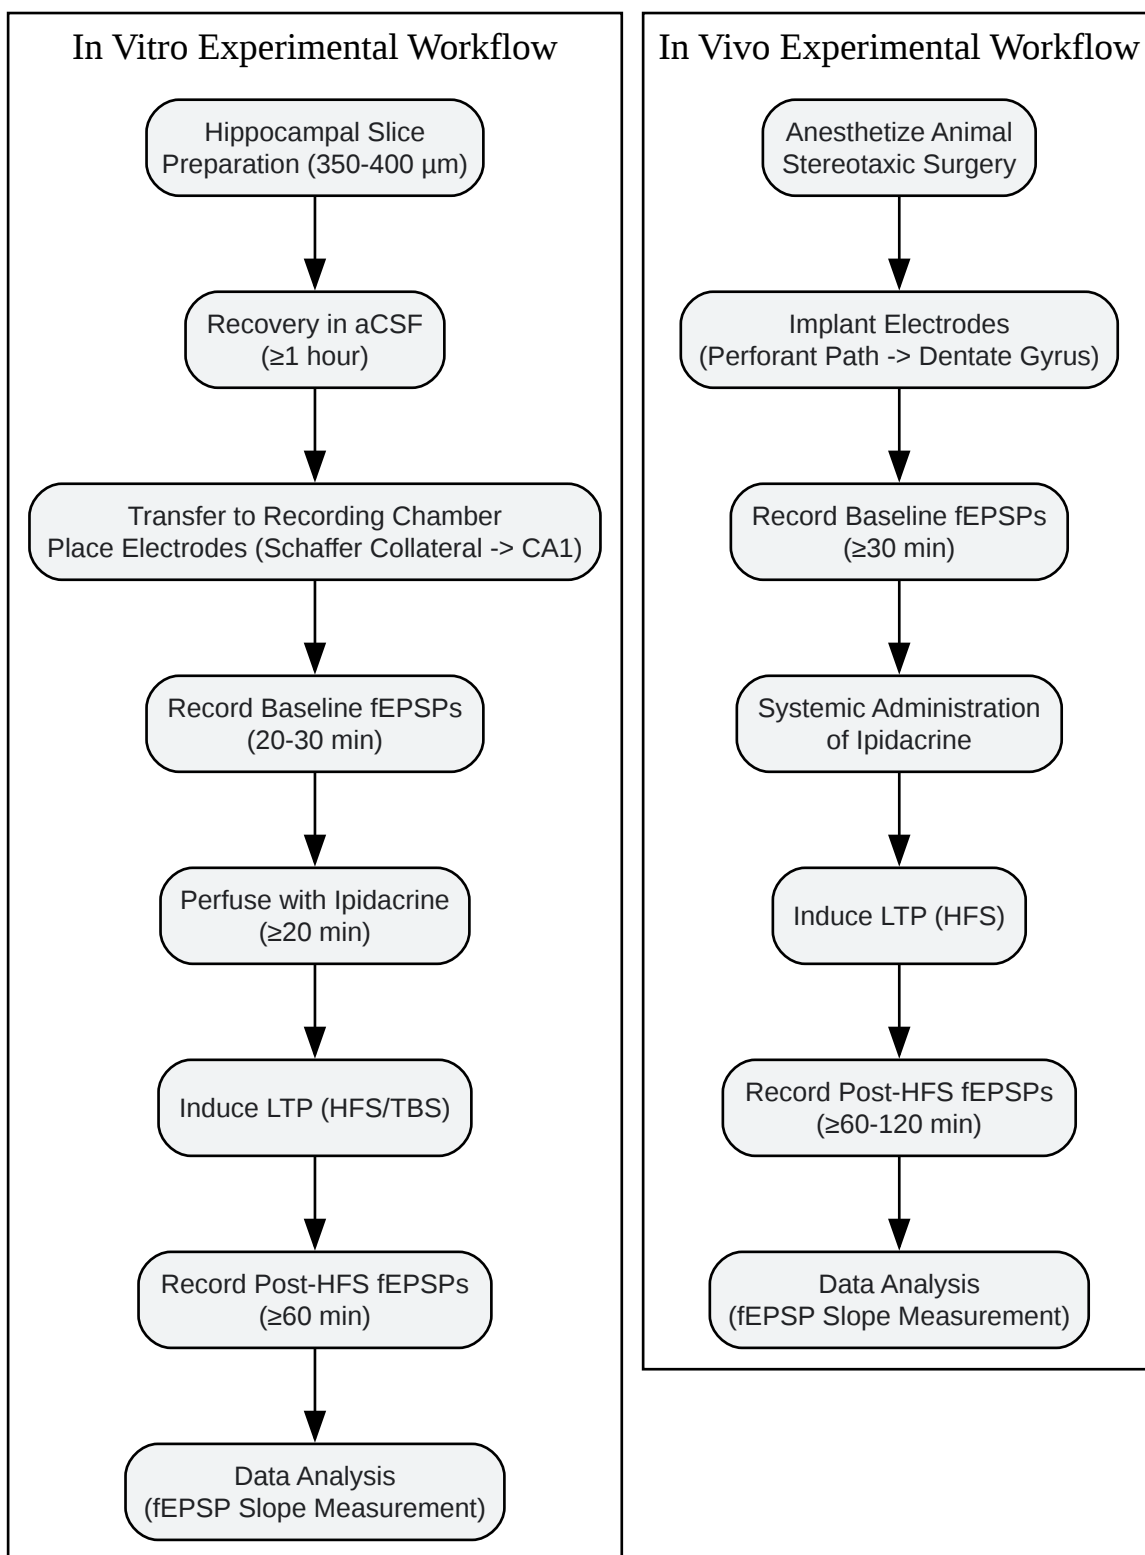 In Vitro Experimental Workflow
Hippocampal Slice
Preparation (350-400 µm)
Recovery in aCSF
(≥1 hour)
Transfer to Recording Chamber
Place Electrodes (Schaffer Collateral -> CA1)
Record Baseline fEPSPs
(20-30 min)
Perfuse with Ipidacrine
(≥20 min)
Induce LTP (HFS/TBS)
Record Post-HFS fEPSPs
(≥60 min)
Data Analysis
(fEPSP Slope Measurement)
In Vivo Experimental Workflow
Anesthetize Animal
Stereotaxic Surgery
Implant Electrodes
(Perforant Path -> Dentate Gyrus)
Record Baseline fEPSPs
(≥30 min)
Systemic Administration
of Ipidacrine
Induce LTP (HFS)
Record Post-HFS fEPSPs
(≥60-120 min)
Data Analysis
(fEPSP Slope Measurement)